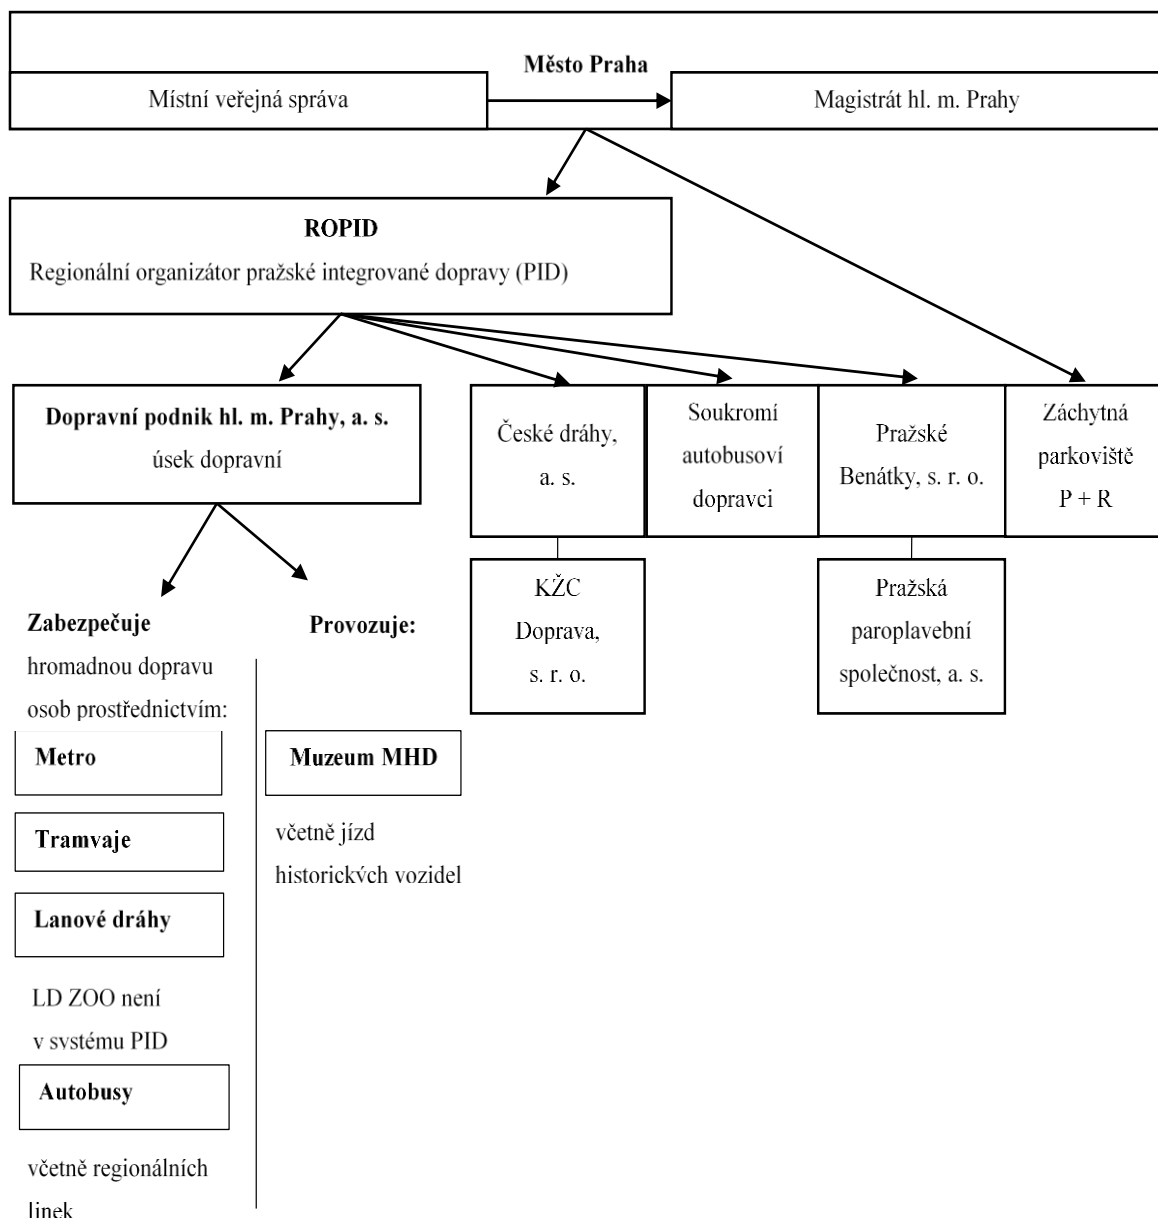 Město Praha
Místní veřejná správa
Magistrát hl. m. Prahy
ROPID
Regionální organizátor pražské integrované dopravy (PID)
Dopravní podnik hl. m. Prahy, a. s.
úsek dopravní
České dráhy,
a. s.
Soukromí
autobusoví
dopravci
Pražské
Benátky, s. r. o.
Záchytná
parkoviště
P + R
KŽC
Doprava,
s. r. o.
Pražská
paroplavební
společnost, a. s.
Zabezpečuje
hromadnou dopravu
osob prostřednictvím:
Metro
Tramvaje
Lanové dráhy
LD ZOO není
v systému PID
Autobusy
včetně regionálních
linek
Provozuje:
Muzeum MHD
včetně jízd
historických vozidel